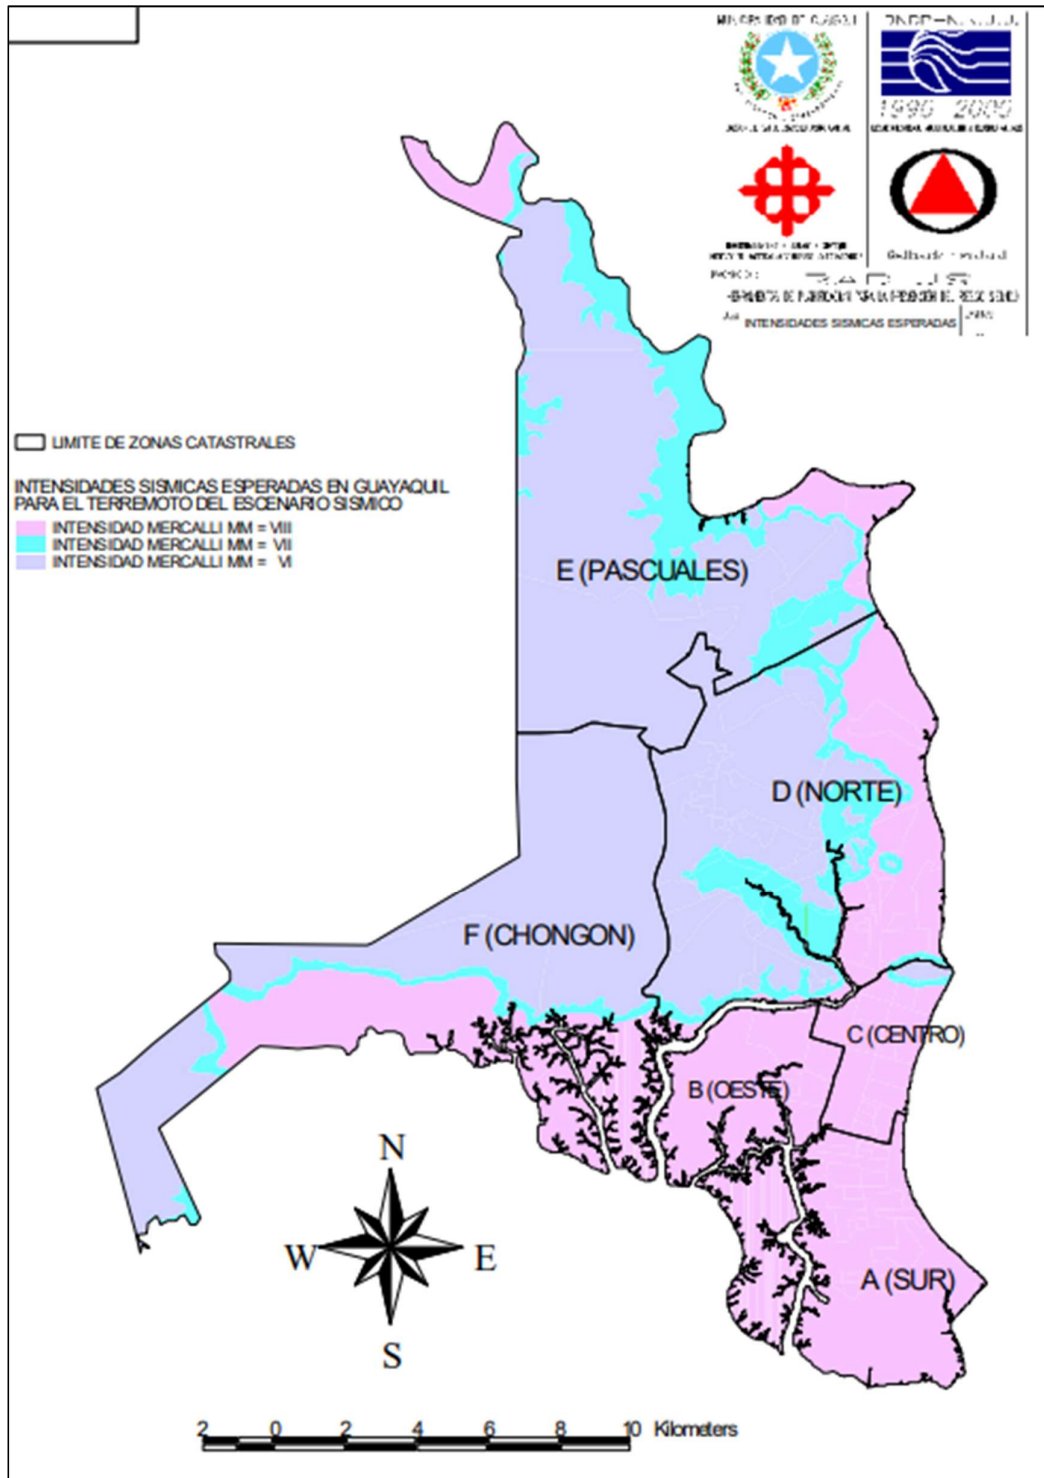 1990 2000
INTENSIDADES SISMICAS ESPERADAS
LIMITE DE ZONAS CATASTRALES
INTENSIDADES SISMICAS ESPERADAS EN GUAYAQUIL
PARA EL TERREMOTO DEL ESCENARIO SISMICO
INTENSIDAD MERCALLI MM = VIII
INTENSIDAD MERCALLI MM = VII
INTENSIDAD MERCALLI MM = VI
E (PASCUALES)
D (NORTE)
F (CHONGON)
C (CENTRO)
B (OESTE)
A (SUR)
N
W E
S
2 0 2 4 6 8 10 Kilometers